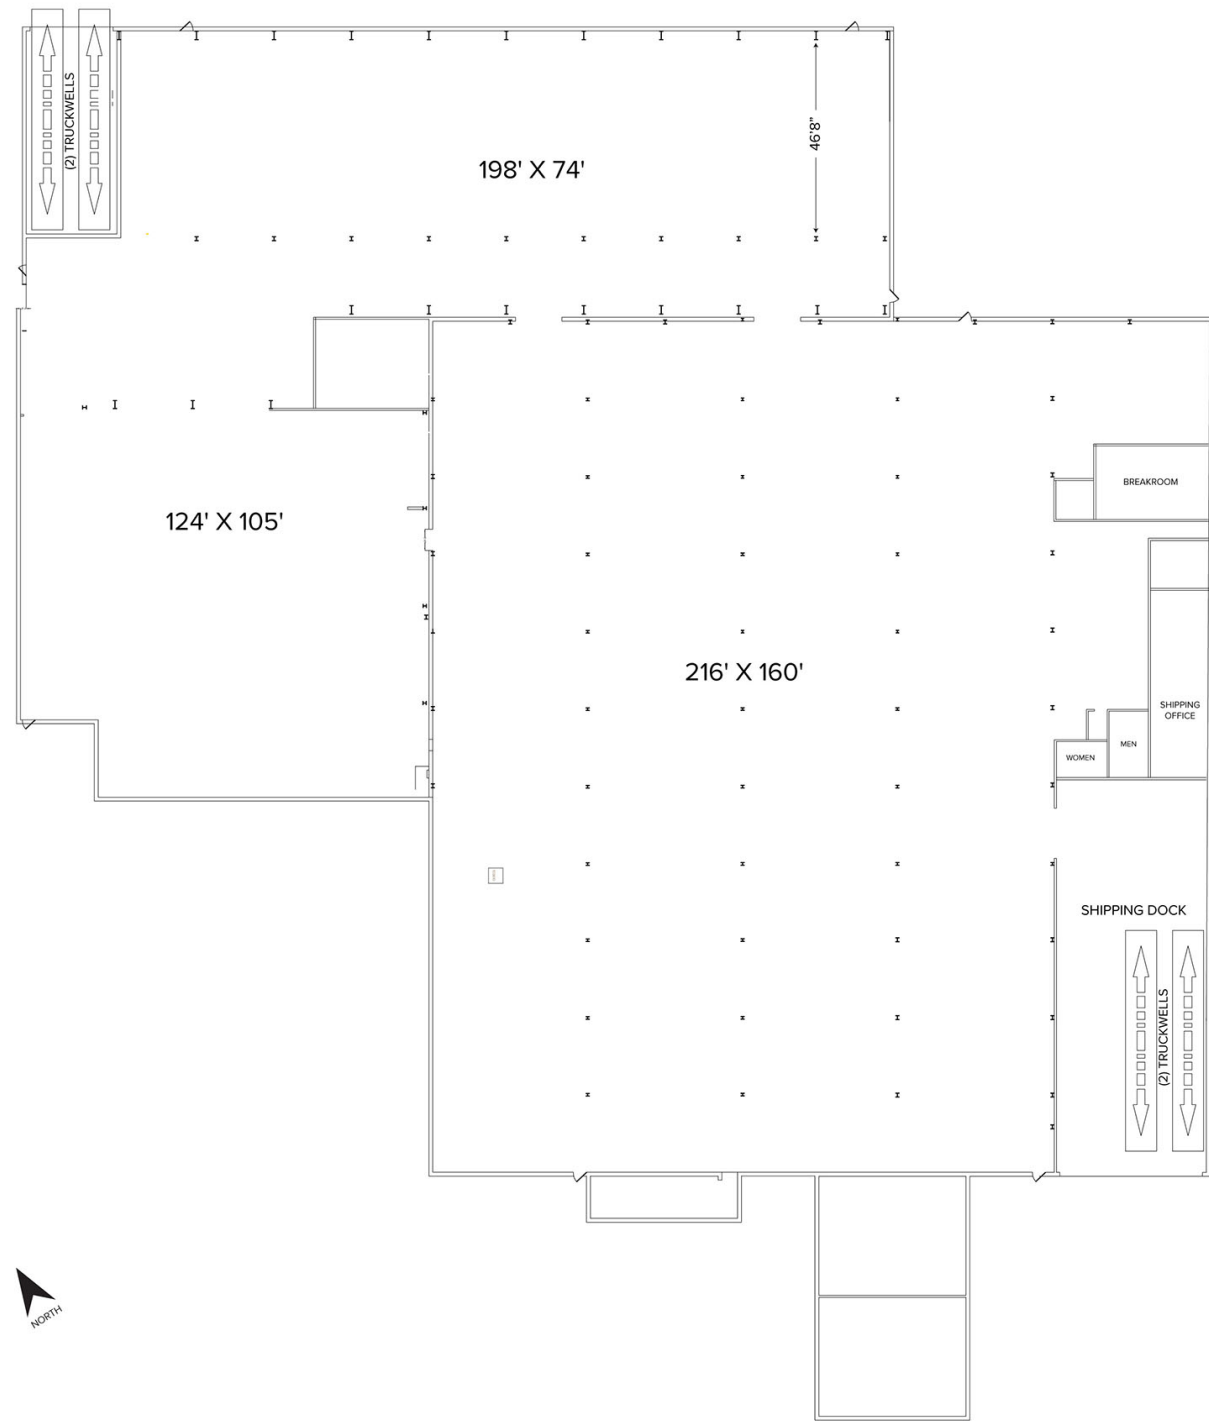 (2) TRUCKWELLS
46'8"
198' X 74'
124' X 105'
BREAKROOM
216' X 160'
SHIPPING
OFFICE
MEN
WOMEN
SHIPPING DOCK
(2) TRUCKWELLS
NORTH